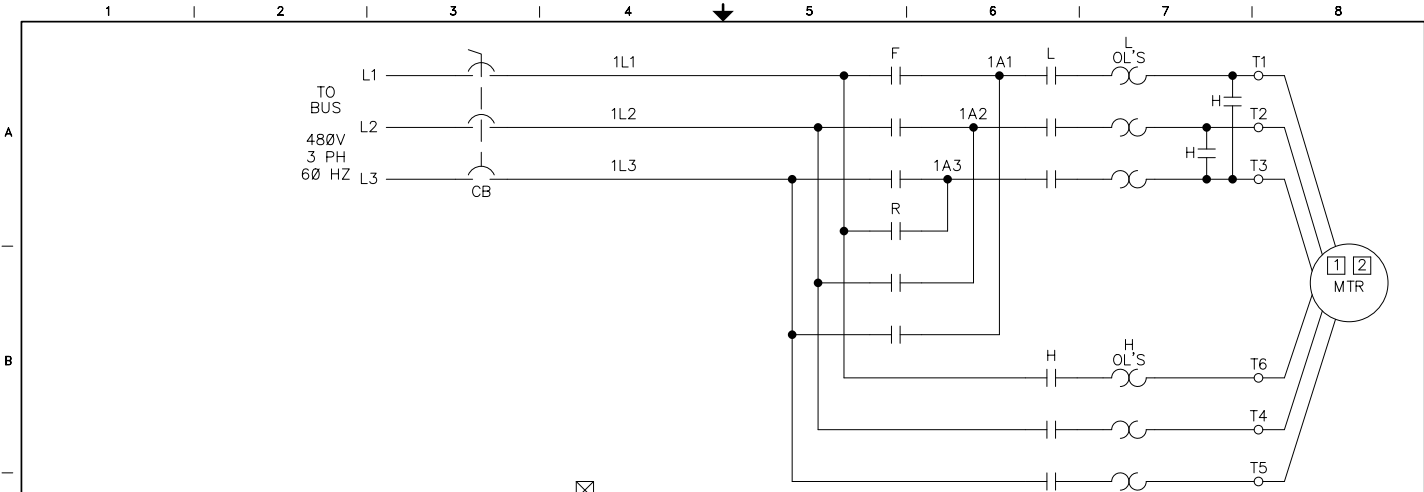 1 2 3 4 5 6 7 8
L
F 1A1 L OL'S T1
L1 1L1
TO
BUS
A
H
1A2 T2
L2 1L2
480V
3 PH
60 HZ
H
1A3 T3
L3 1L3
CB
R
1 2
MTR
B
H
H OL'S T6
T4
T5